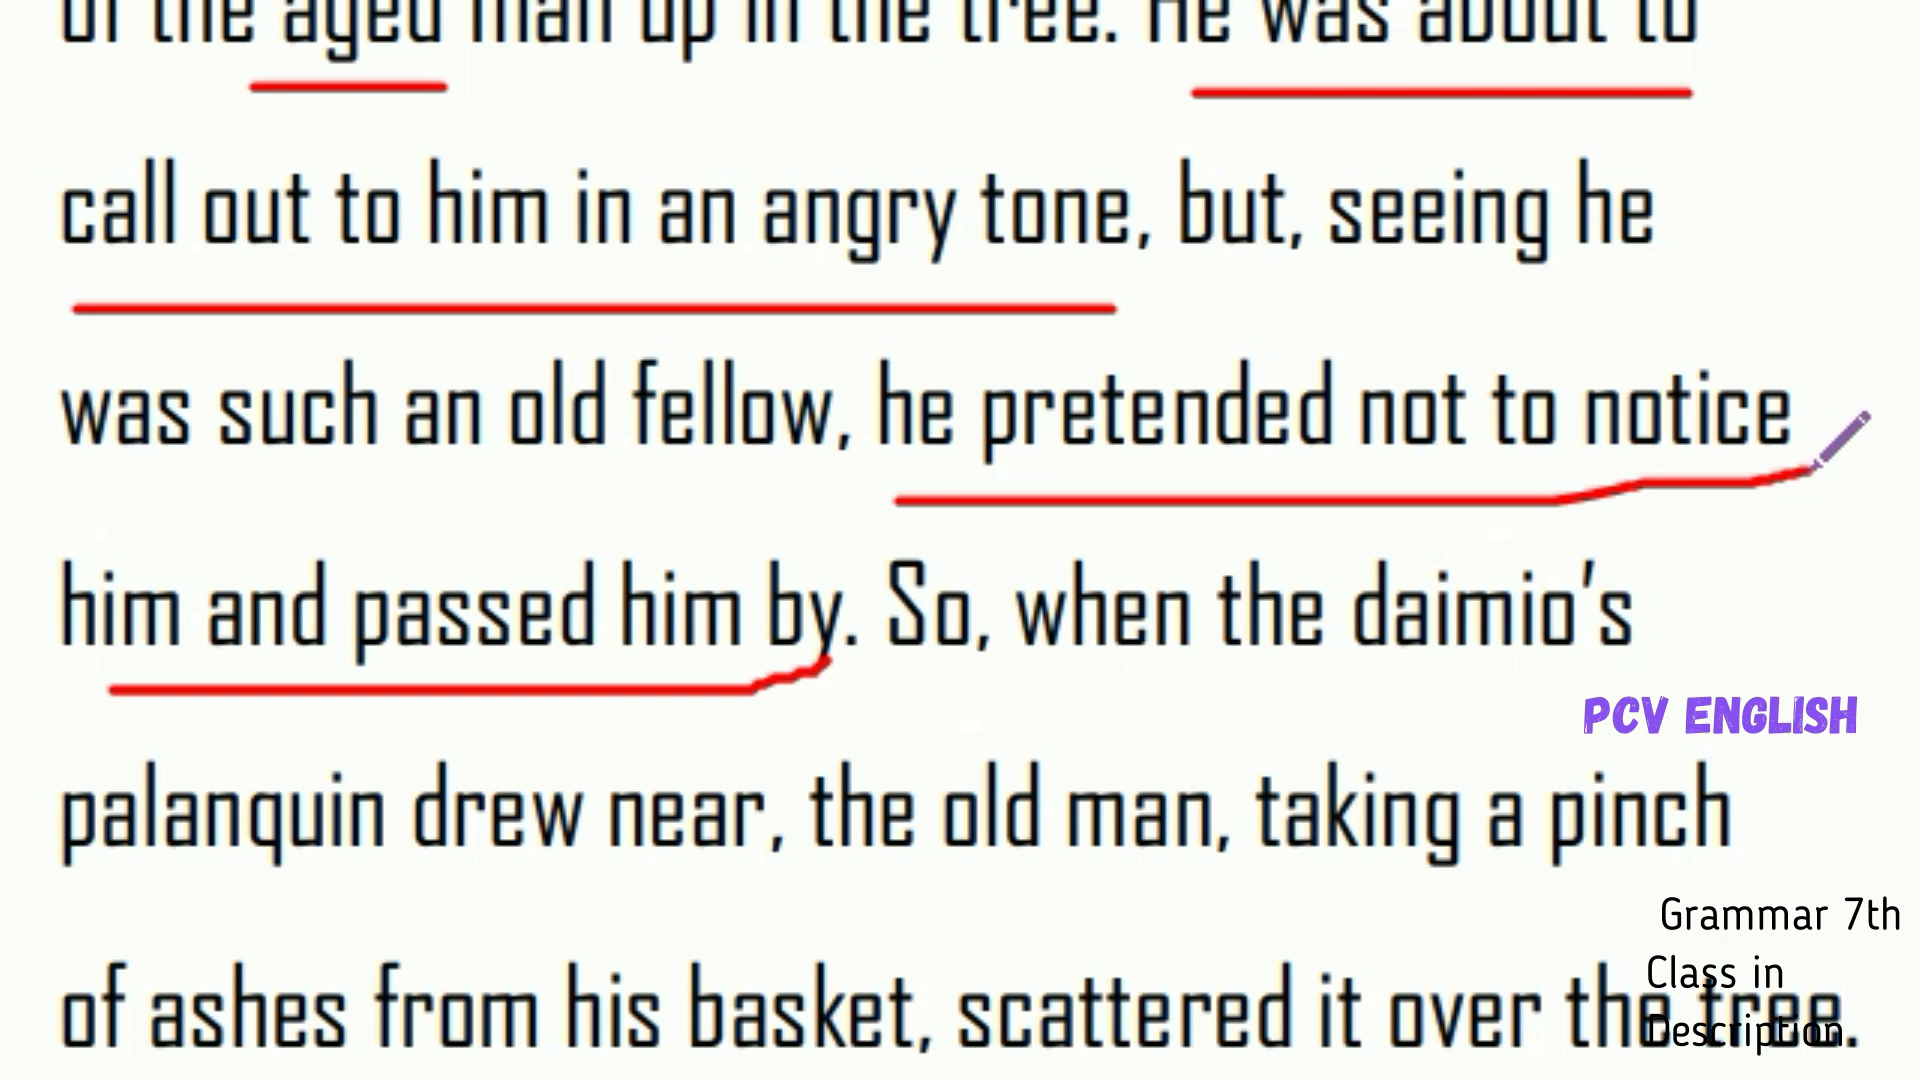 of the aged man up in the tree. He was about to
call out to him in an angry tone, but, seeing he
was such an old fellow, he pretended not to notice
him and passed him by. So, when the daimio's
PCV ENGLISH
palanquin drew near, the old man, taking a pinch
of ashes from his basket, scattered it over the tree.
Grammar 7th
Class in
Description